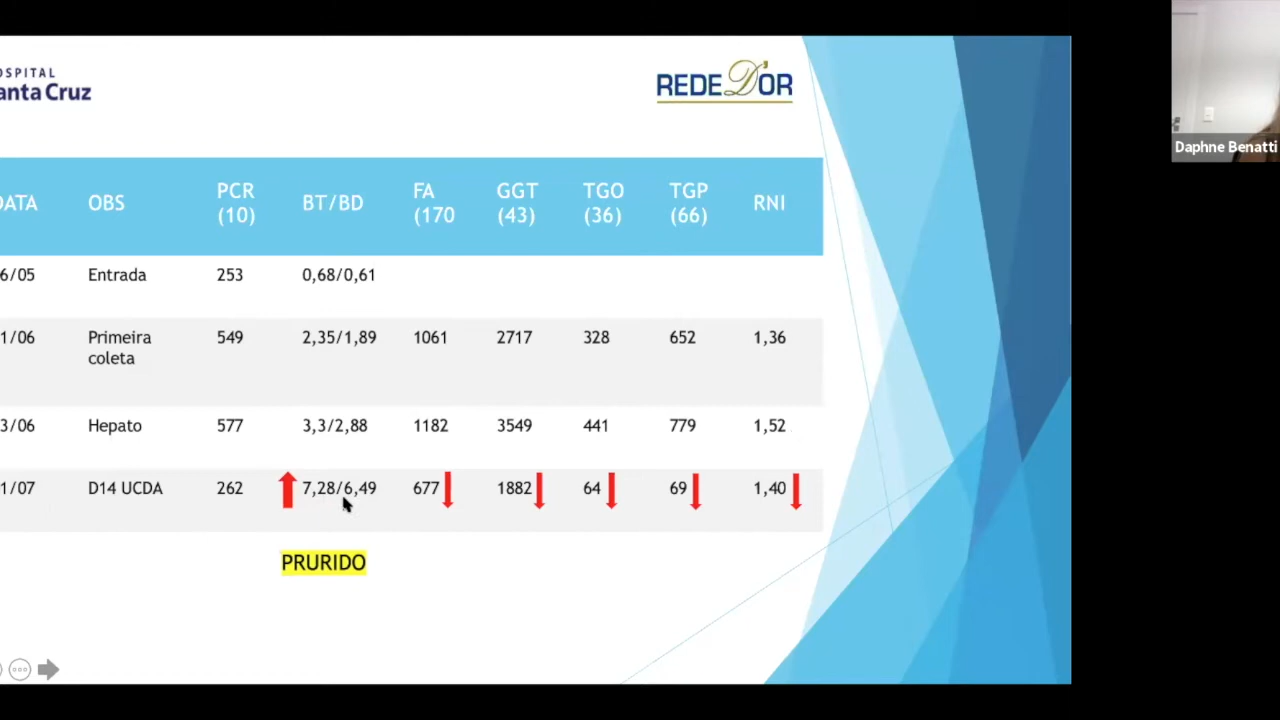 OSPITAL
anta Cruz
REDE D'OR
DATA OBS PCR (10) BT/BD FA (170 GGT (43) TGO (36) TGP (66) RNI
6/05 Entrada 253 0,68/0,61
1/06 Primeira coleta 549 2,35/1,89 1061 2717 328 652 1,36
3/06 Hepato 577 3,3/2,88 1182 3549 441 779 1,52
1/07 D14 UCDA 262 7,28/6,49 677 1882 64 69 1,40
PRURIDO
Daphne Benatti